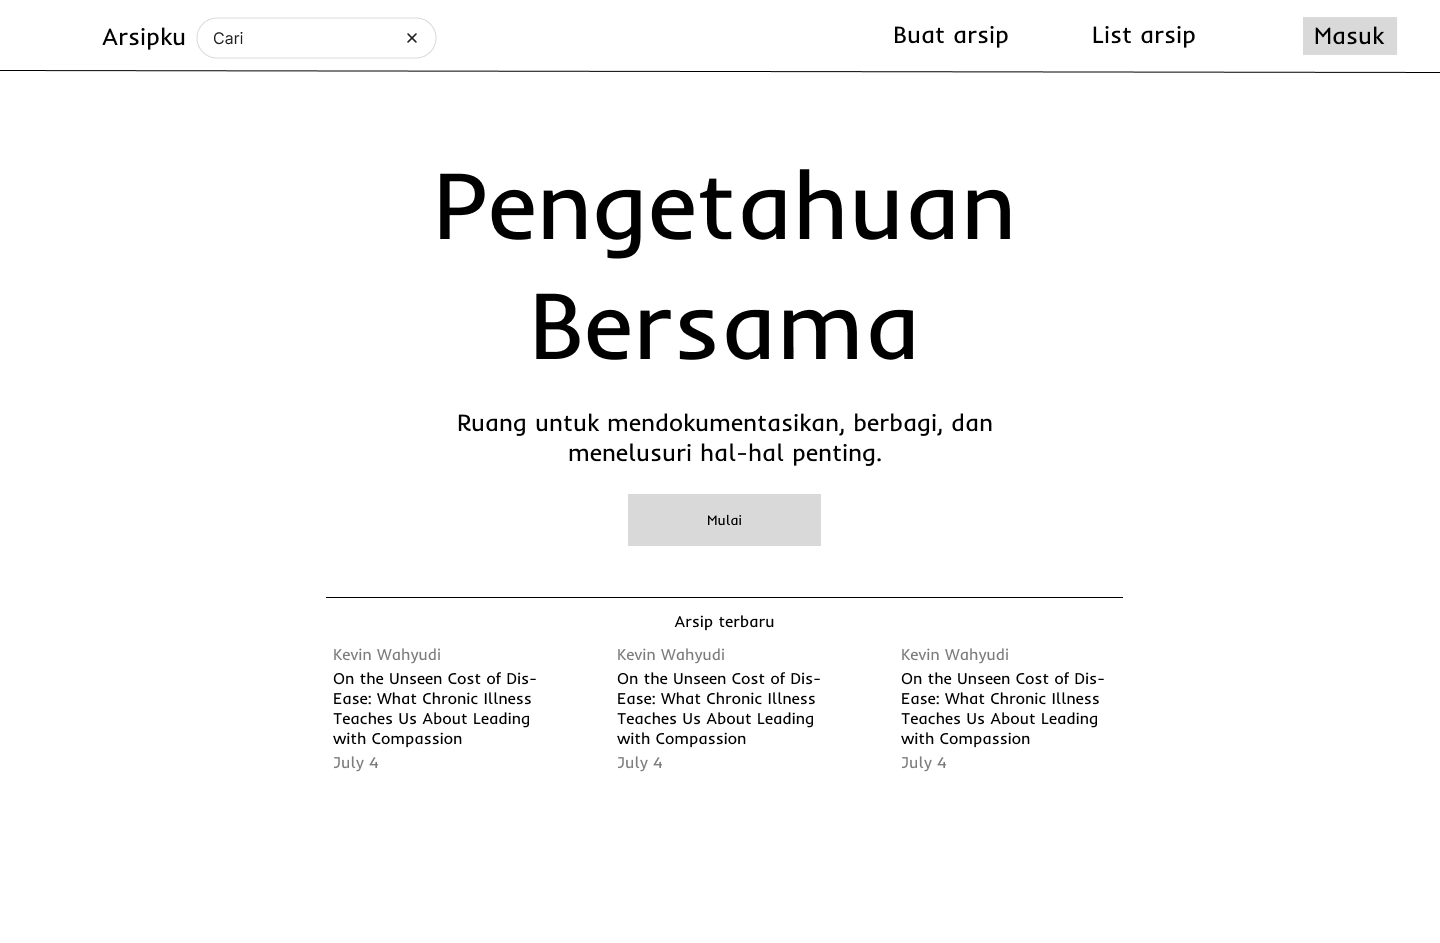 Arsipku
Cari
Buat arsip
List arsip
Masuk
Pengetahuan
Bersama
Ruang untuk mendokumentasikan, berbagi, dan
menelusuri hal-hal penting.
Mulai
Arsip terbaru
Kevin Wahyudi
On the Unseen Cost of Dis-
Ease: What Chronic Illness
Teaches Us About Leading
with Compassion
July 4
Kevin Wahyudi
On the Unseen Cost of Dis-
Ease: What Chronic Illness
Teaches Us About Leading
with Compassion
July 4
Kevin Wahyudi
On the Unseen Cost of Dis-
Ease: What Chronic Illness
Teaches Us About Leading
with Compassion
July 4